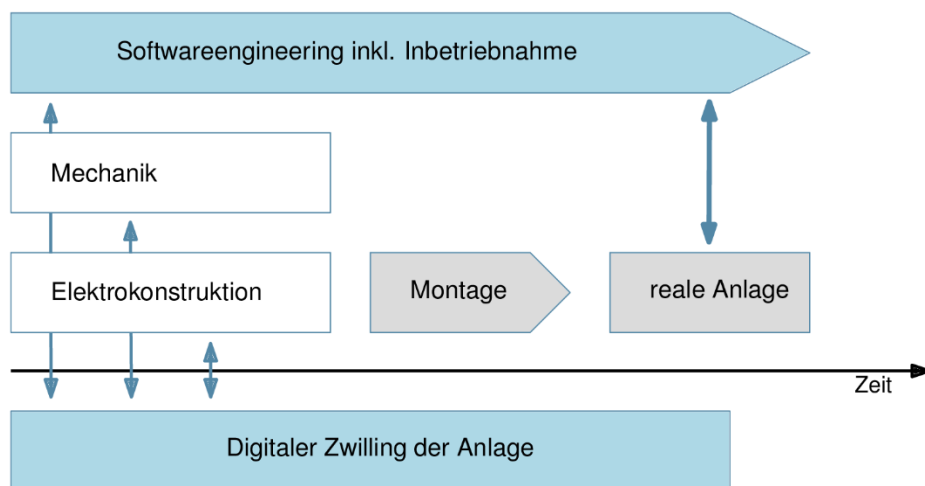 Softwareengineering inkl. Inbetriebnahme
Mechanik
Elektrokonstruktion
Montage
reale Anlage
Zeit
Digitaler Zwilling der Anlage